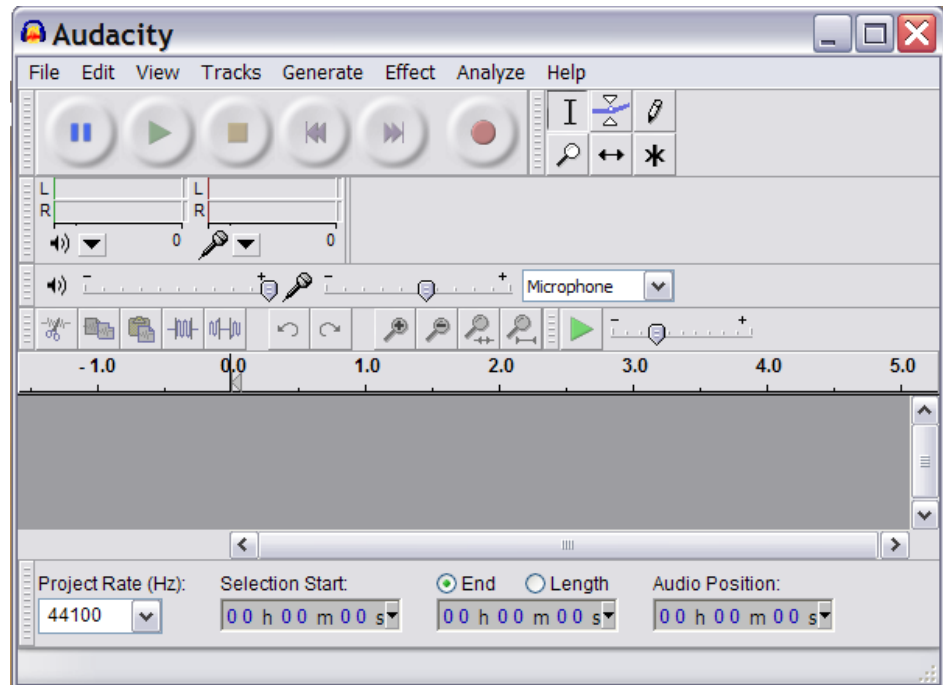 Audacity
File Edit View Tracks Generate Effect Analyze Help
L L
R R
0 0
- + - + Microphone
- +
- 1.0 0.0 1.0 2.0 3.0 4.0 5.0
Project Rate (Hz): Selection Start: End Length Audio Position:
44100 00 h 00 m 00 s 00 h 00 m 00 s 00 h 00 m 00 s